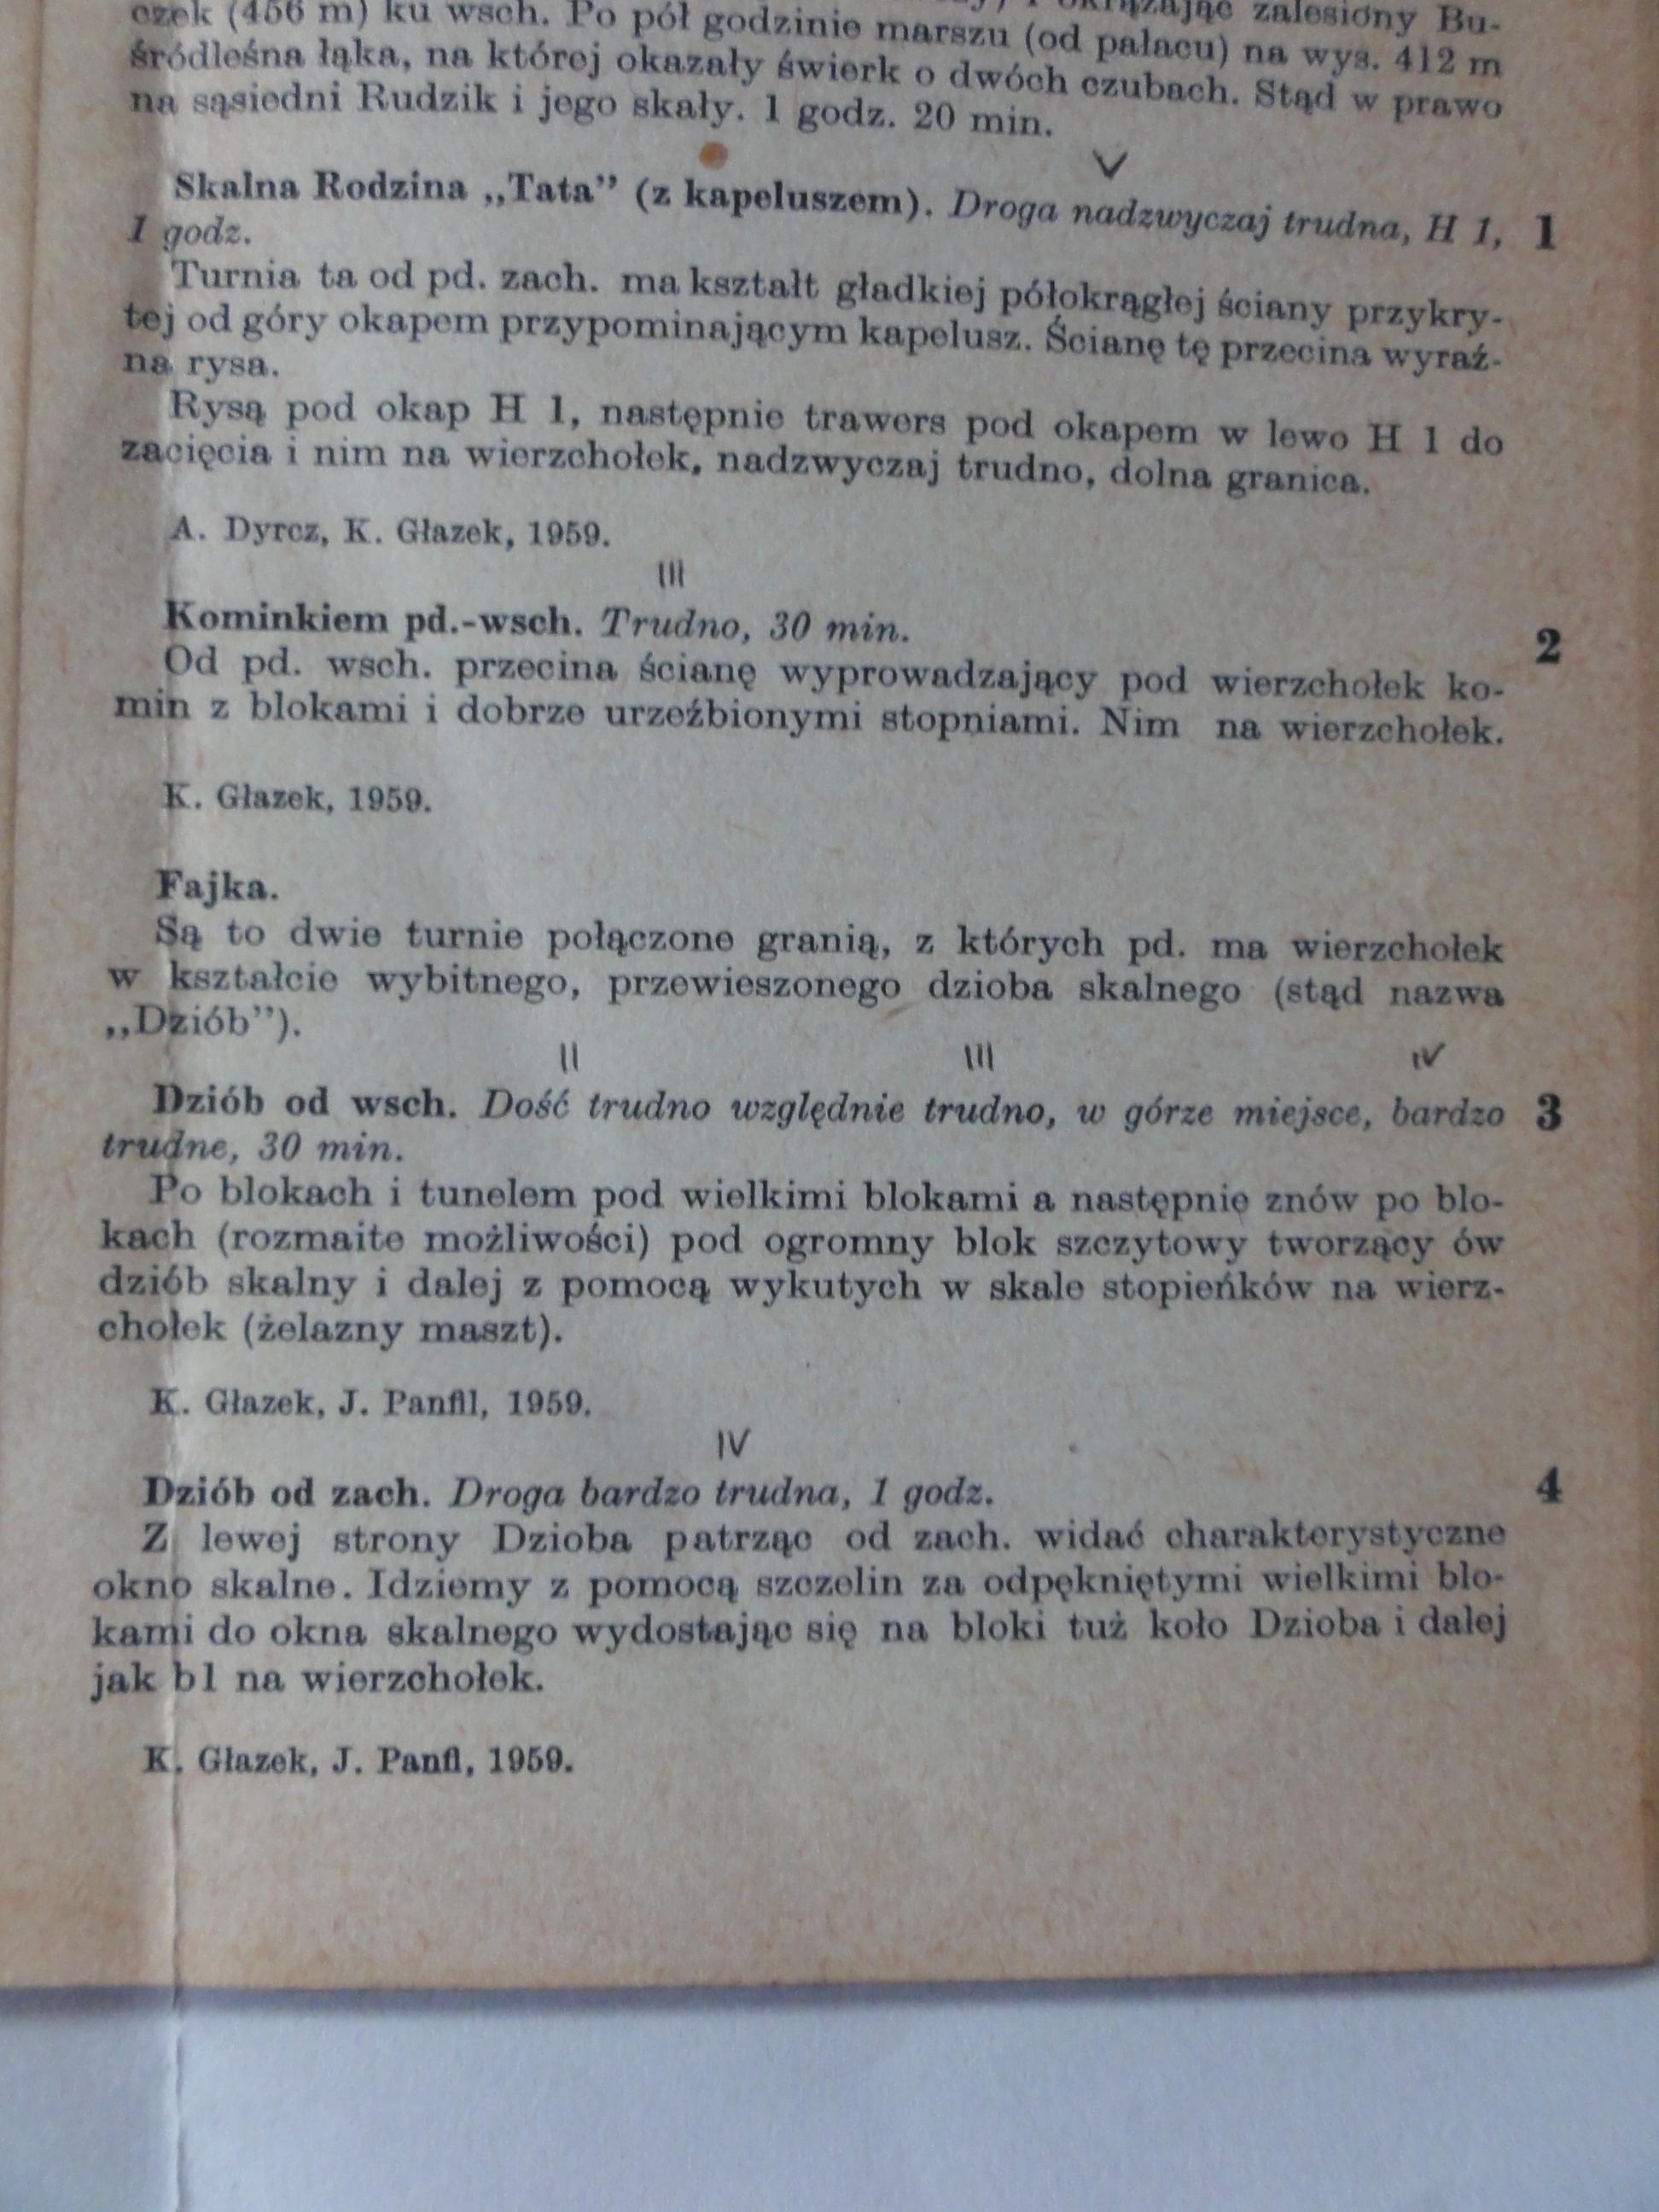 czek (456 m) ku wsch. Po pół godzinie marszu (od pałacu) na wys. 412 m
okrążając zalesiony Bu-
śródleśna łąka, na której okazały świerk o dwóch czubach. Stąd w prawo
na sąsiedni Rudzik i jego skały. 1 godz. 20 min.
V
Skalna Rodzina „Tata” (z kapeluszem). Droga nadzwyczaj trudna, H 1, 1
1 godz.
Turnia ta od pd. zach. ma kształt gładkiej półokrągłej ściany przykry-
tej od góry okapem przypominającym kapelusz. Ścianę tę przecina wyraź-
na rysa.
Rysą pod okap H 1, następnie trawers pod okapem w lewo H 1 do
zacięcia i nim na wierzchołek, nadzwyczaj trudno, dolna granica.
A. Dyrcz, K. Głazek, 1959.
III
Kominkiem pd.-wsch. Trudno, 30 min. 2
Od pd. wsch. przecina ścianę wyprowadzający pod wierzchołek ko-
min z blokami i dobrze urzeźbionymi stopniami. Nim na wierzchołek.
K. Głazek, 1959.
Fajka.
Są to dwie turnie połączone granią, z których pd. ma wierzchołek
w kształcie wybitnego, przewieszonego dzioba skalnego (stąd nazwa
„Dziób”).
II III IV
Dziób od wsch. Dość trudno względnie trudno, w górze miejsce, bardzo 3
trudne, 30 min.
Po blokach i tunelem pod wielkimi blokami a następnie znów po blo-
kach (rozmaite możliwości) pod ogromny blok szczytowy tworzący ów
dziób skalny i dalej z pomocą wykutych w skale stopieńków na wierz-
chołek (żelazny maszt).
K. Głazek, J. Panfil, 1959.
IV
Dziób od zach. Droga bardzo trudna, 1 godz. 4
Z lewej strony Dzioba patrząc od zach. widać charakterystyczne
okno skalne. Idziemy z pomocą szczelin za odpękniętymi wielkimi blo-
kami do okna skalnego wydostając się na bloki tuż koło Dzioba i dalej
jak b1 na wierzchołek.
K. Głazek, J. Panfl, 1959.